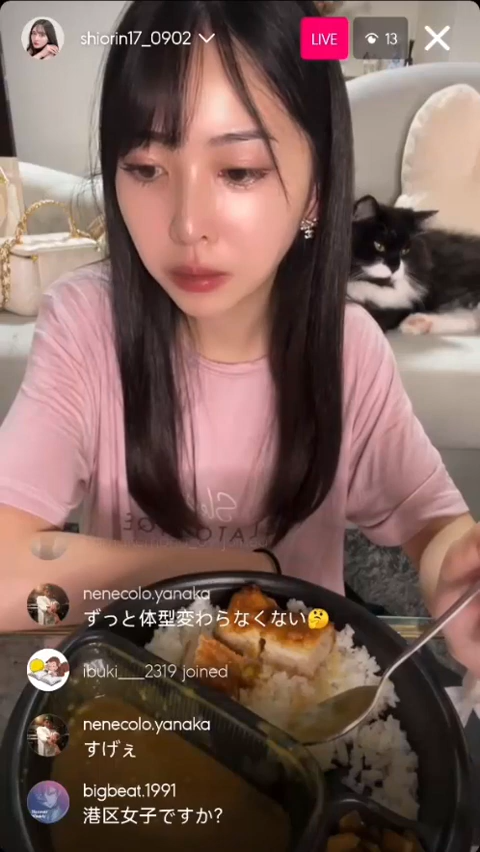 shiorin17_0902
LIVE
13
nenecolo.yanaka
ずっと体型変わらなくない🤔
ibuki___2319 joined
nenecolo.yanaka
すげぇ
bigbeat.1991
港区女子ですか?